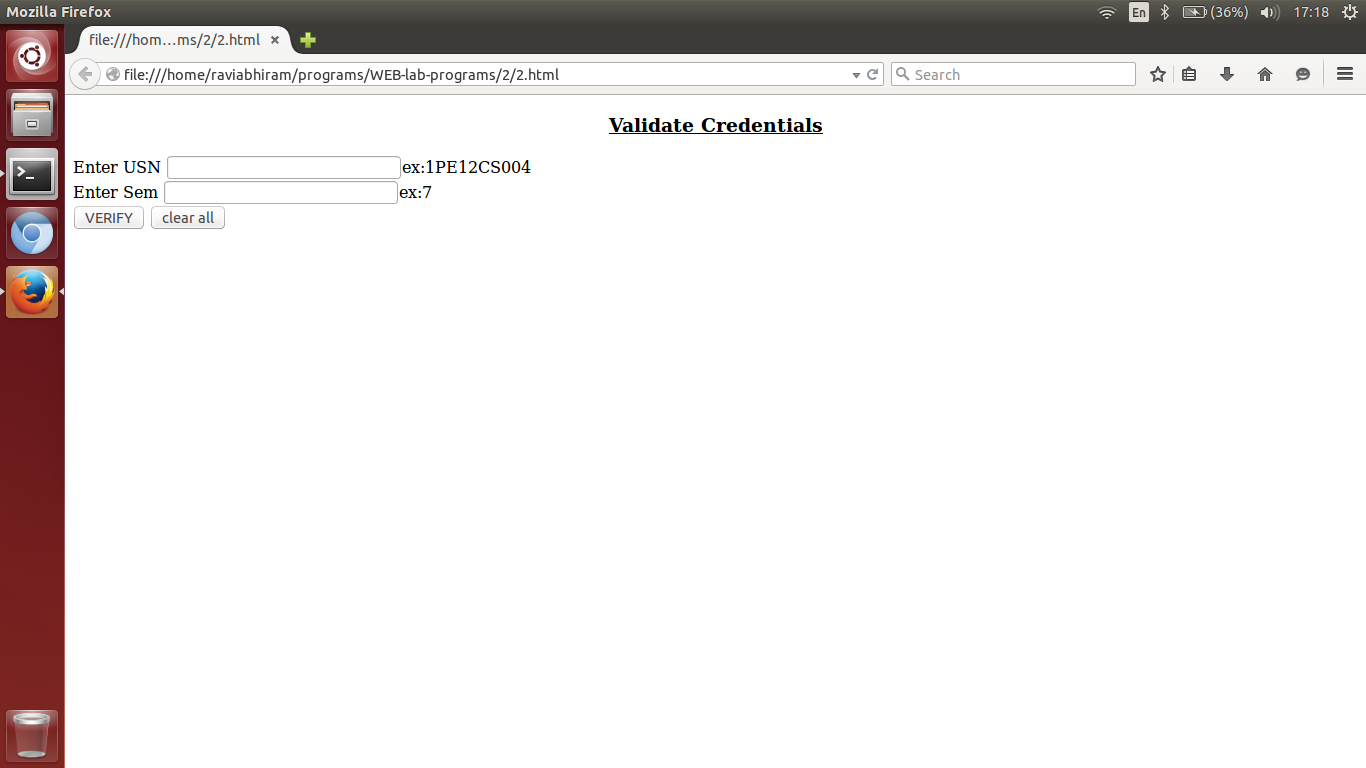 Mozilla Firefox
En
(36%)
17:18
file:///hom...ms/2/2.html
file:///home/raviabhiram/programs/WEB-lab-programs/2/2.html
Search
Validate Credentials
Enter USN ex:1PE12CS004
Enter Sem ex:7
VERIFY clear all